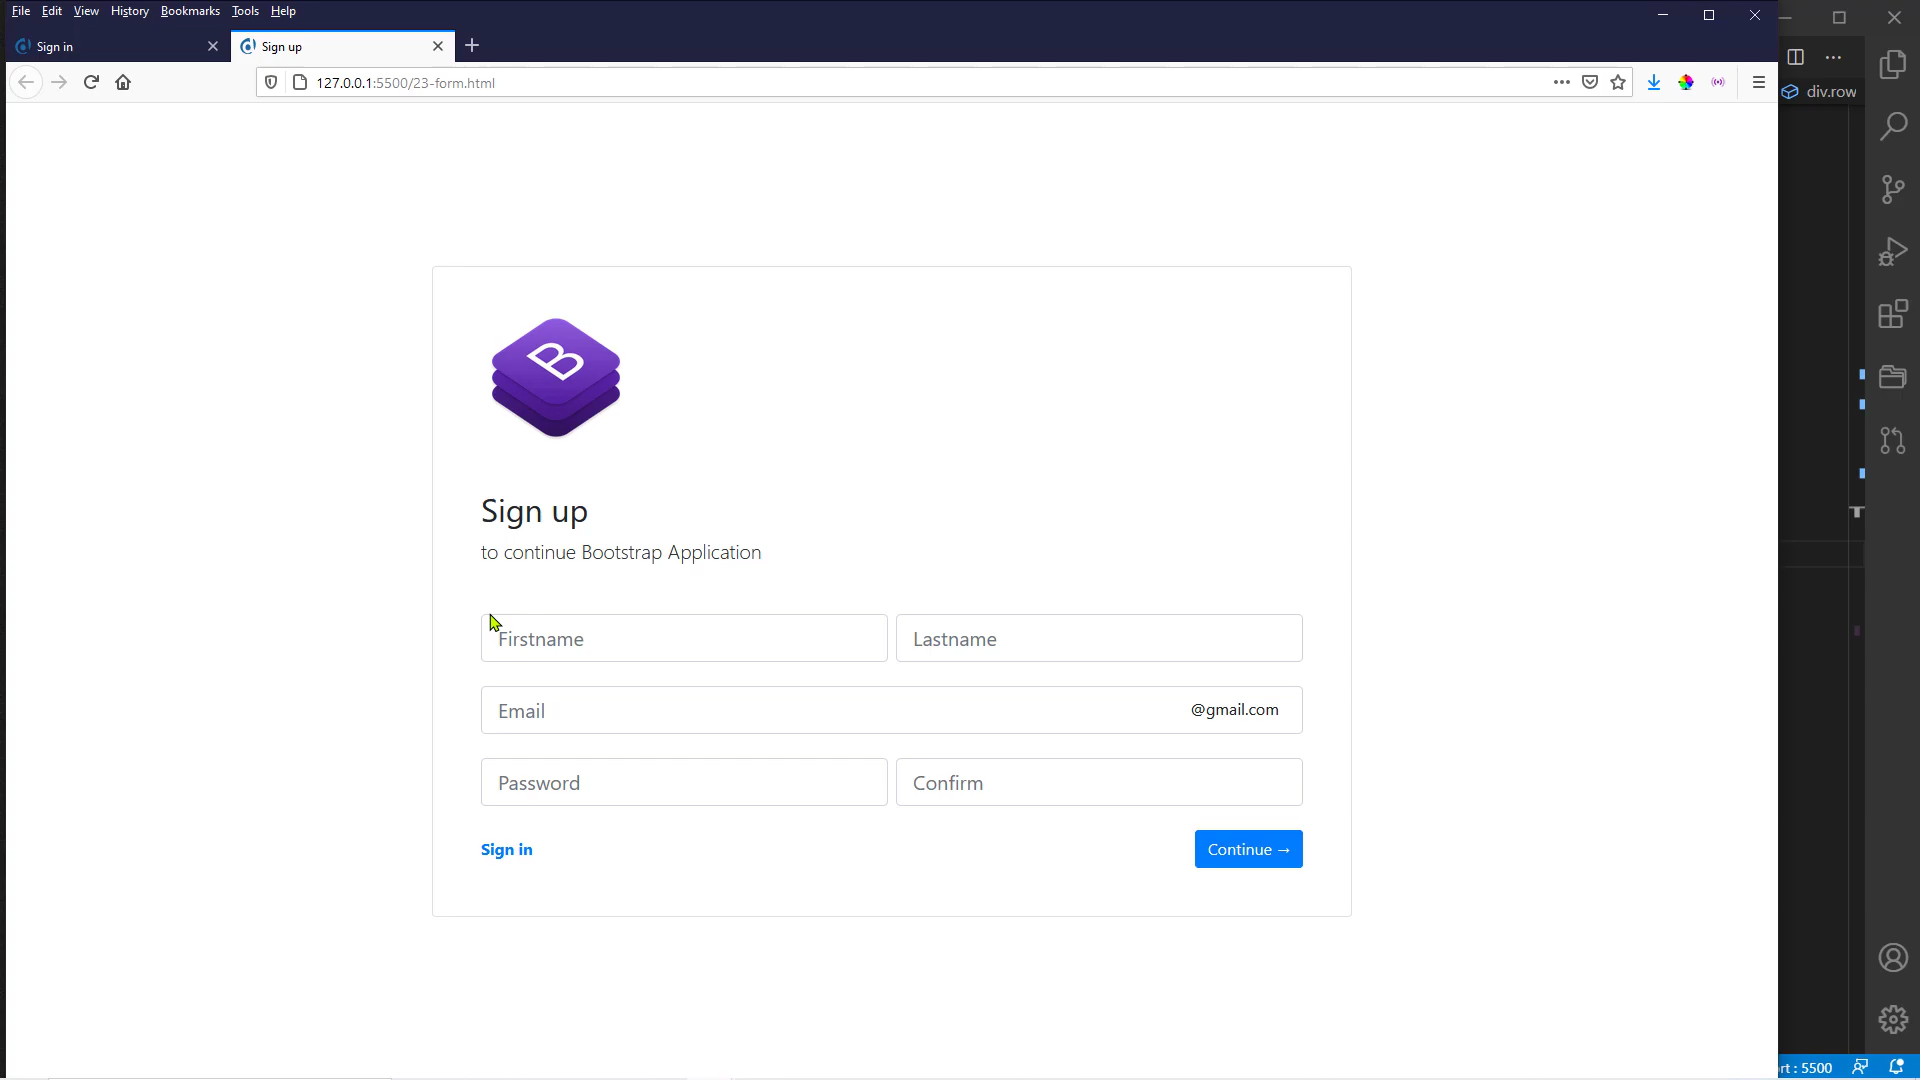 File Edit View History Bookmarks Tools Help
Sign in
Sign up
127.0.0.1:5500/23-form.html
div.row
B
Sign up
to continue Bootstrap Application
Firstname
Lastname
Email
@gmail.com
Password
Confirm
Sign in
Continue →
rt : 5500